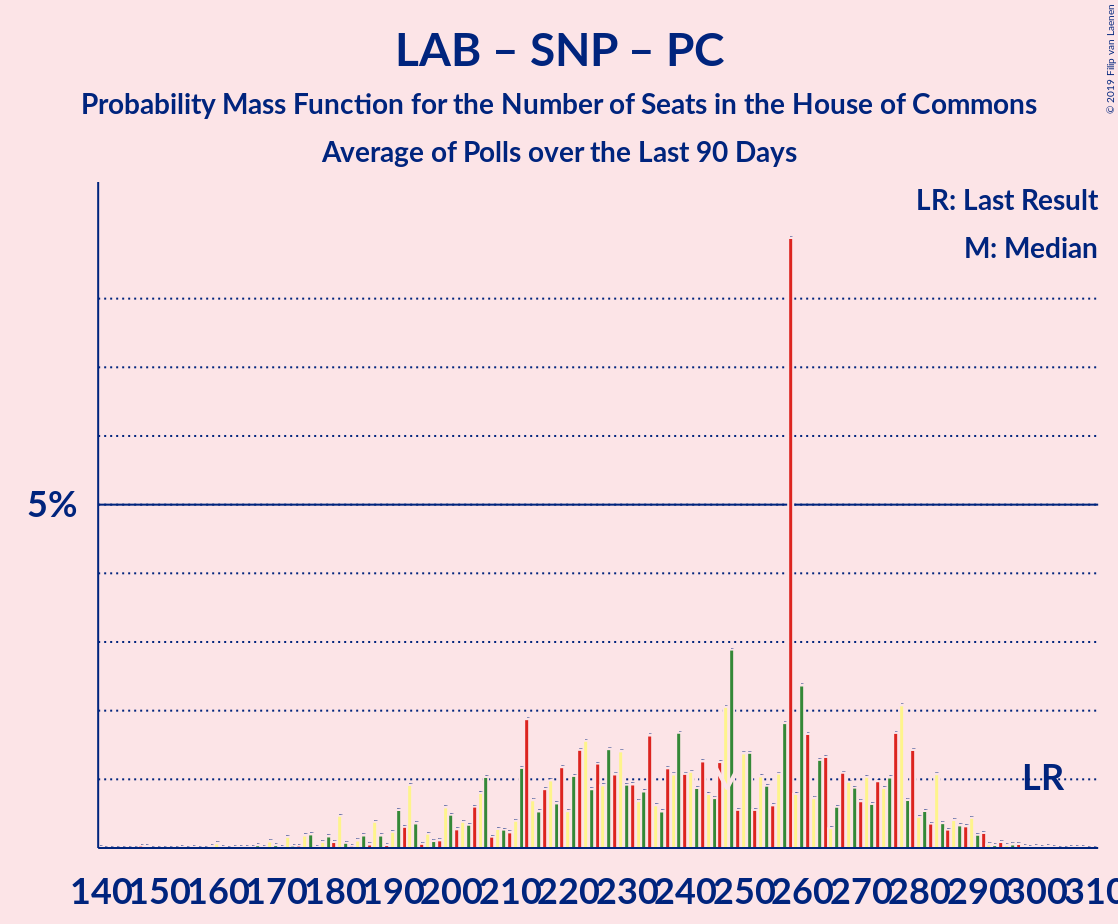 LAB – SNP – PC
Probability Mass Function for the Number of Seats in the House of Commons
Average of Polls over the Last 90 Days
© 2019 Filip van Laenen
LR: Last Result
M: Median
5%
M
LR
140 150 160 170 180 190 200 210 220 230 240 250 260 270 280 290 300 310